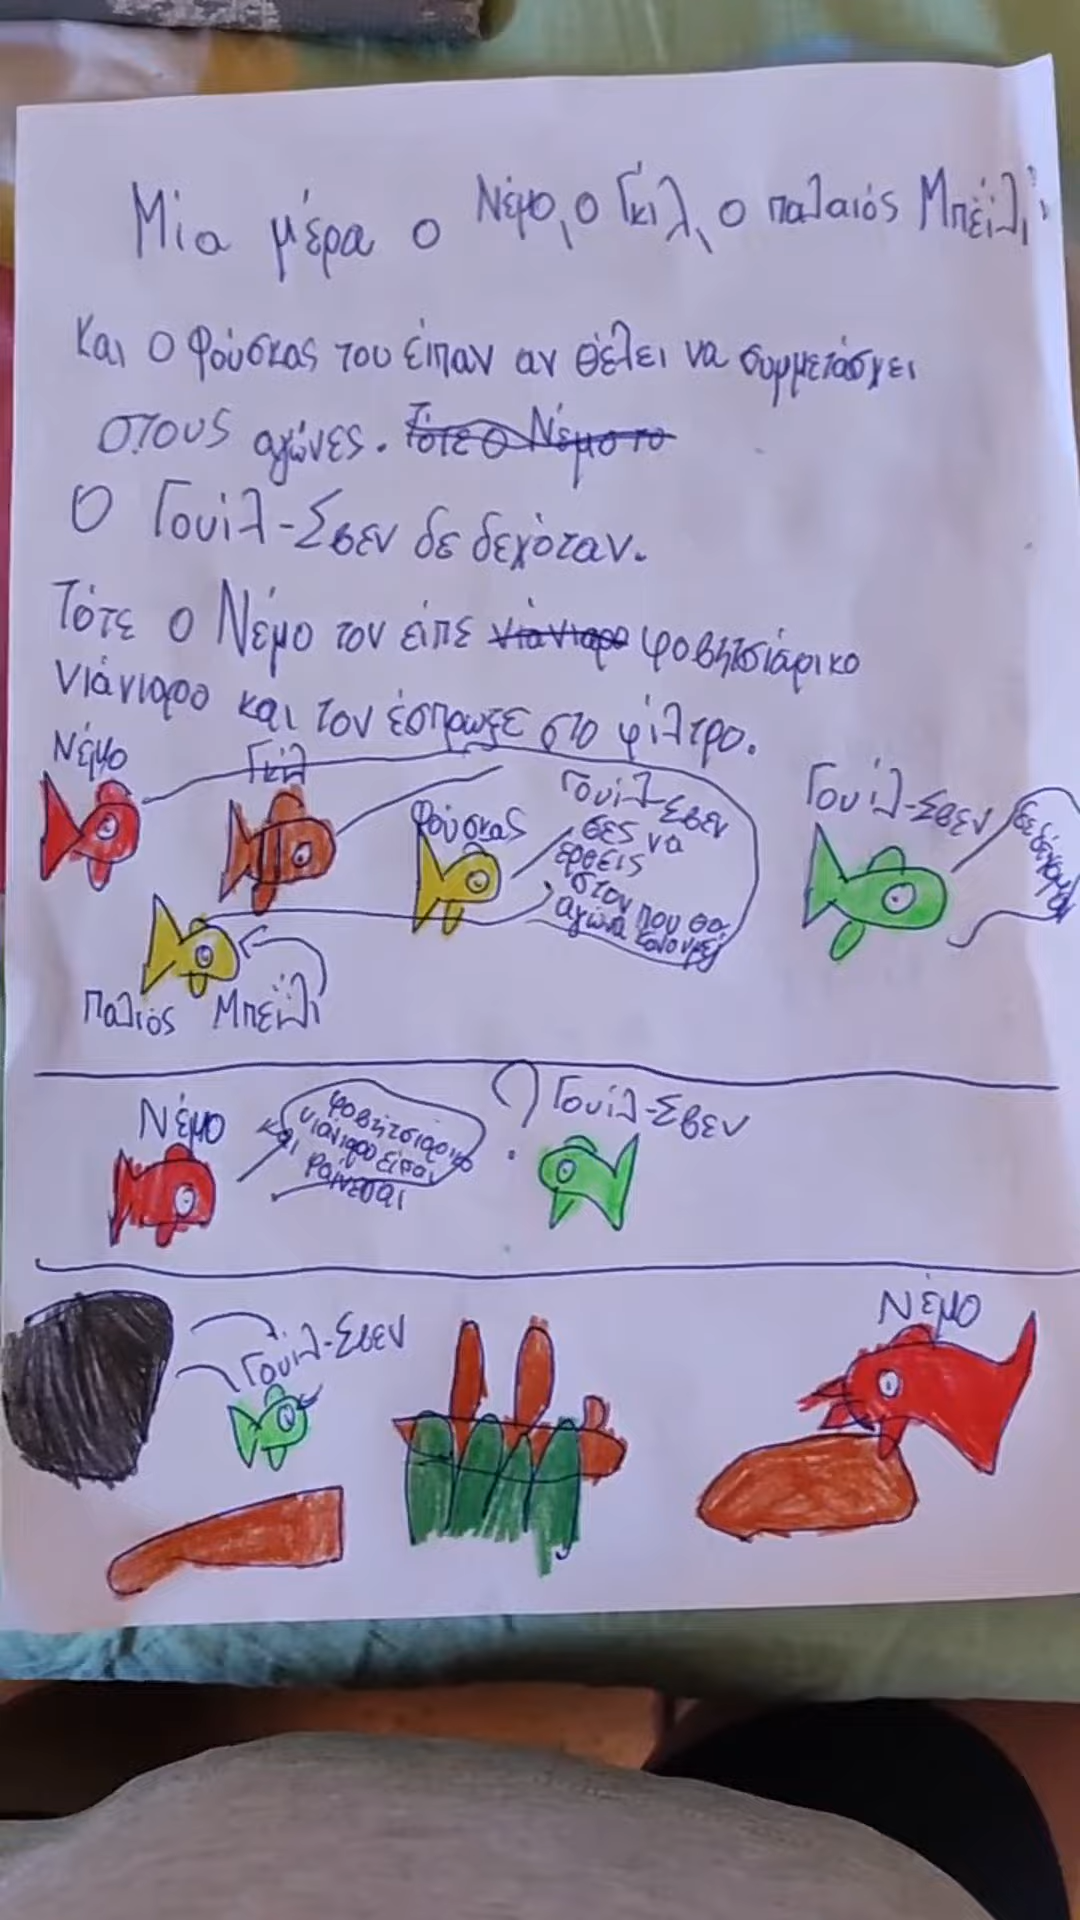 Μία μέρα ο Νέμο, ο Γκιλ, ο παλαιός Μπέιλι
και ο Φούσκας του είπαν αν θέλει να συμμετάσχει
στους αγώνες. Τότε ο Νέμο το
Ο Γουίλ-Σβεν δε δεχόταν.
Τότε ο Νέμο τον είπε νιάνιαρο φοβητσιάρικο
νιάνιαρο και τον έσπρωξε στο φίλτρο.
Νέμο
Γκιλ
Φούσκας
Γουίλ-Σβεν
θες να
έρθεις
στον που θα
αγώνα κάνουμε
Γουίλ-Σβεν
Παλιός Μπέιλι
Νέμο
φοβητσιάρικο
νιάνιαρο είσαι
και φαίνεσαι
? Γουίλ-Σβεν
Γουίλ-Σβεν
Νέμο